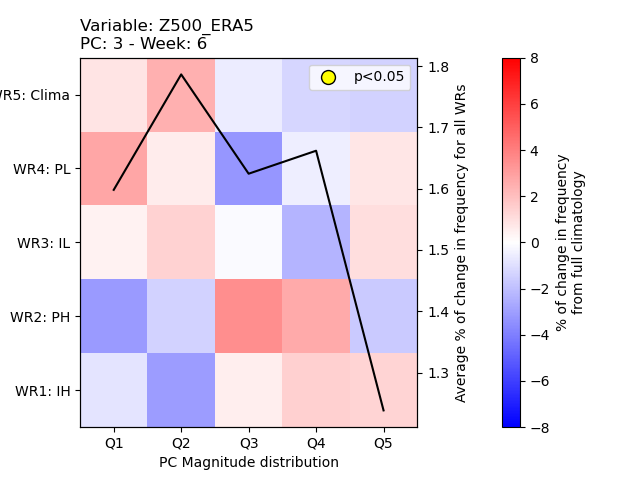 Variable: Z500_ERA5
PC: 3 - Week: 6
WR5: Clima
WR4: PL
WR3: IL
WR2: PH
WR1: IH
Q1 Q2 Q3 Q4 Q5
PC Magnitude distribution
p<0.05
1.8
1.7
1.6
1.5
1.4
1.3
Average % of change in frequency for all WRs
8
6
4
2
0
−2
−4
−6
−8
% of change in frequency
from full climatology